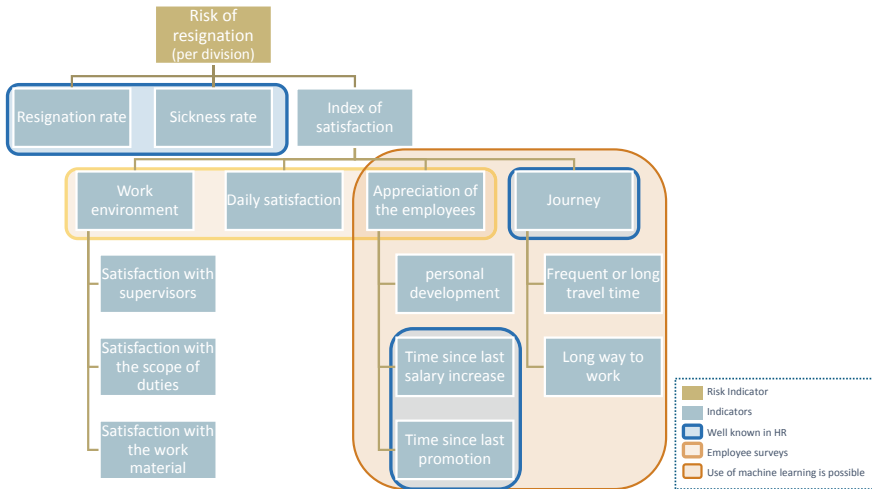 Risk of
resignation
(per division)
Resignation rate
Sickness rate
Index of
satisfaction
Work
environment
Daily satisfaction
Appreciation of
the employees
Journey
Satisfaction with
supervisors
personal
development
Frequent or long
travel time
Satisfaction with
the scope of
duties
Time since last
salary increase
Long way to
work
Satisfaction with
the work
material
Time since last
promotion
Risk Indicator
Indicators
Well known in HR
Employee surveys
Use of machine learning is possible